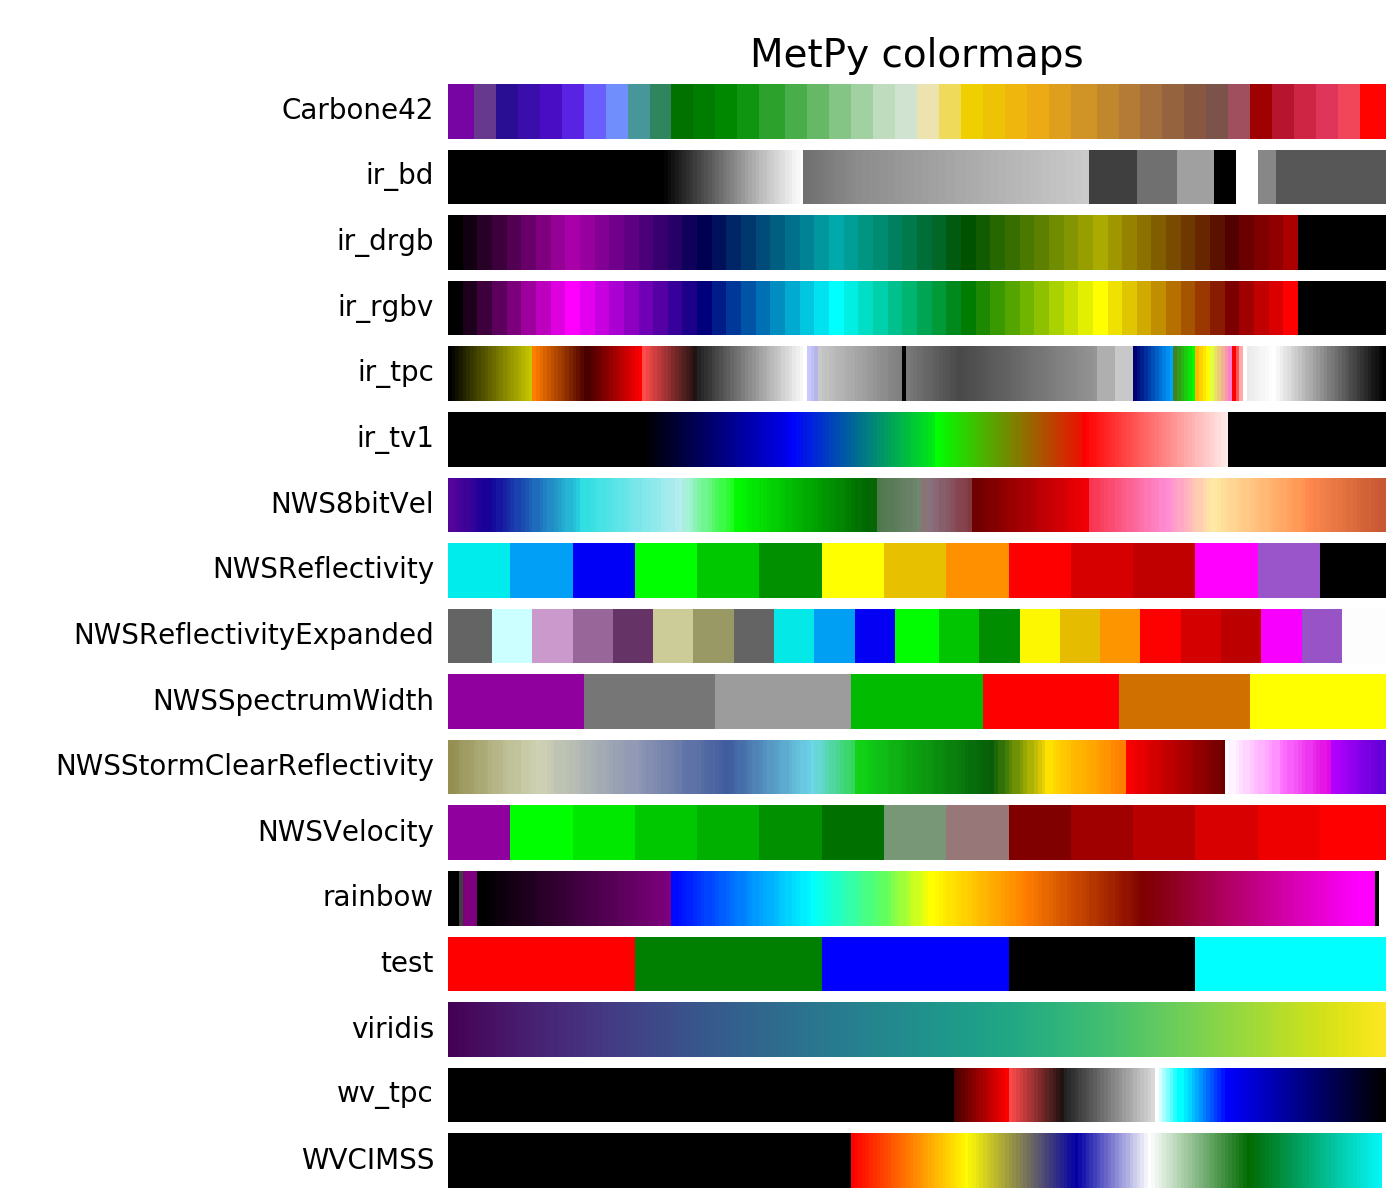 MetPy colormaps
Carbone42
ir_bd
ir_drgb
ir_rgbv
ir_tpc
ir_tv1
NWS8bitVel
NWSReflectivity
NWSReflectivityExpanded
NWSSpectrumWidth
NWSStormClearReflectivity
NWSVelocity
rainbow
test
viridis
wv_tpc
WVCIMSS